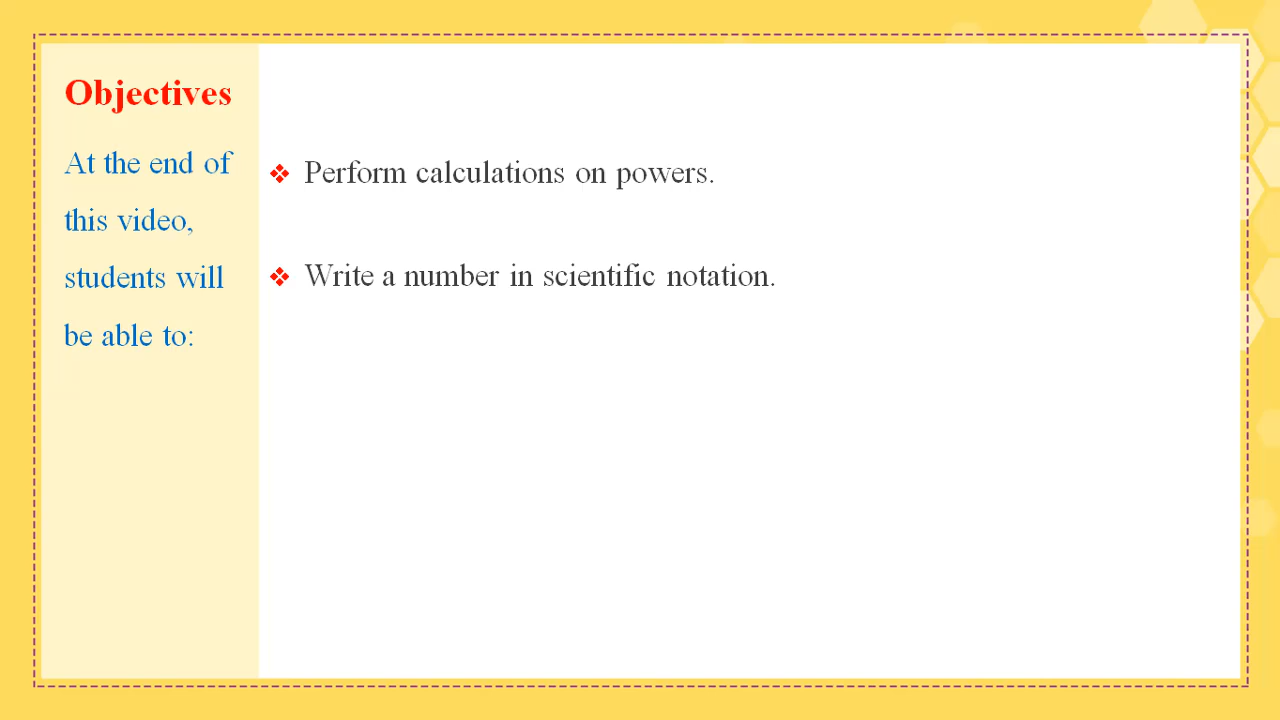 Objectives
At the end of
this video,
students will
be able to:
❖ Perform calculations on powers.
❖ Write a number in scientific notation.